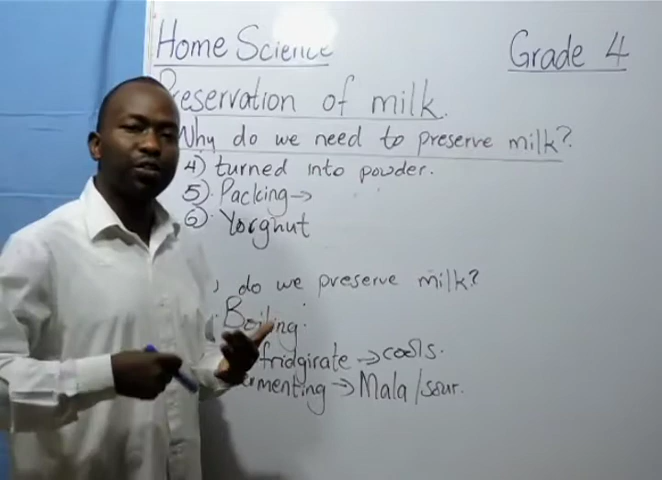 Home Science
Grade 4
Preservation of milk.
Why do we need to preserve milk?
4) turned into powder.
5). Packing →
6). Yorghut
do we preserve milk?
Boiling
fridgirate → cools.
menting → Mala/sour.